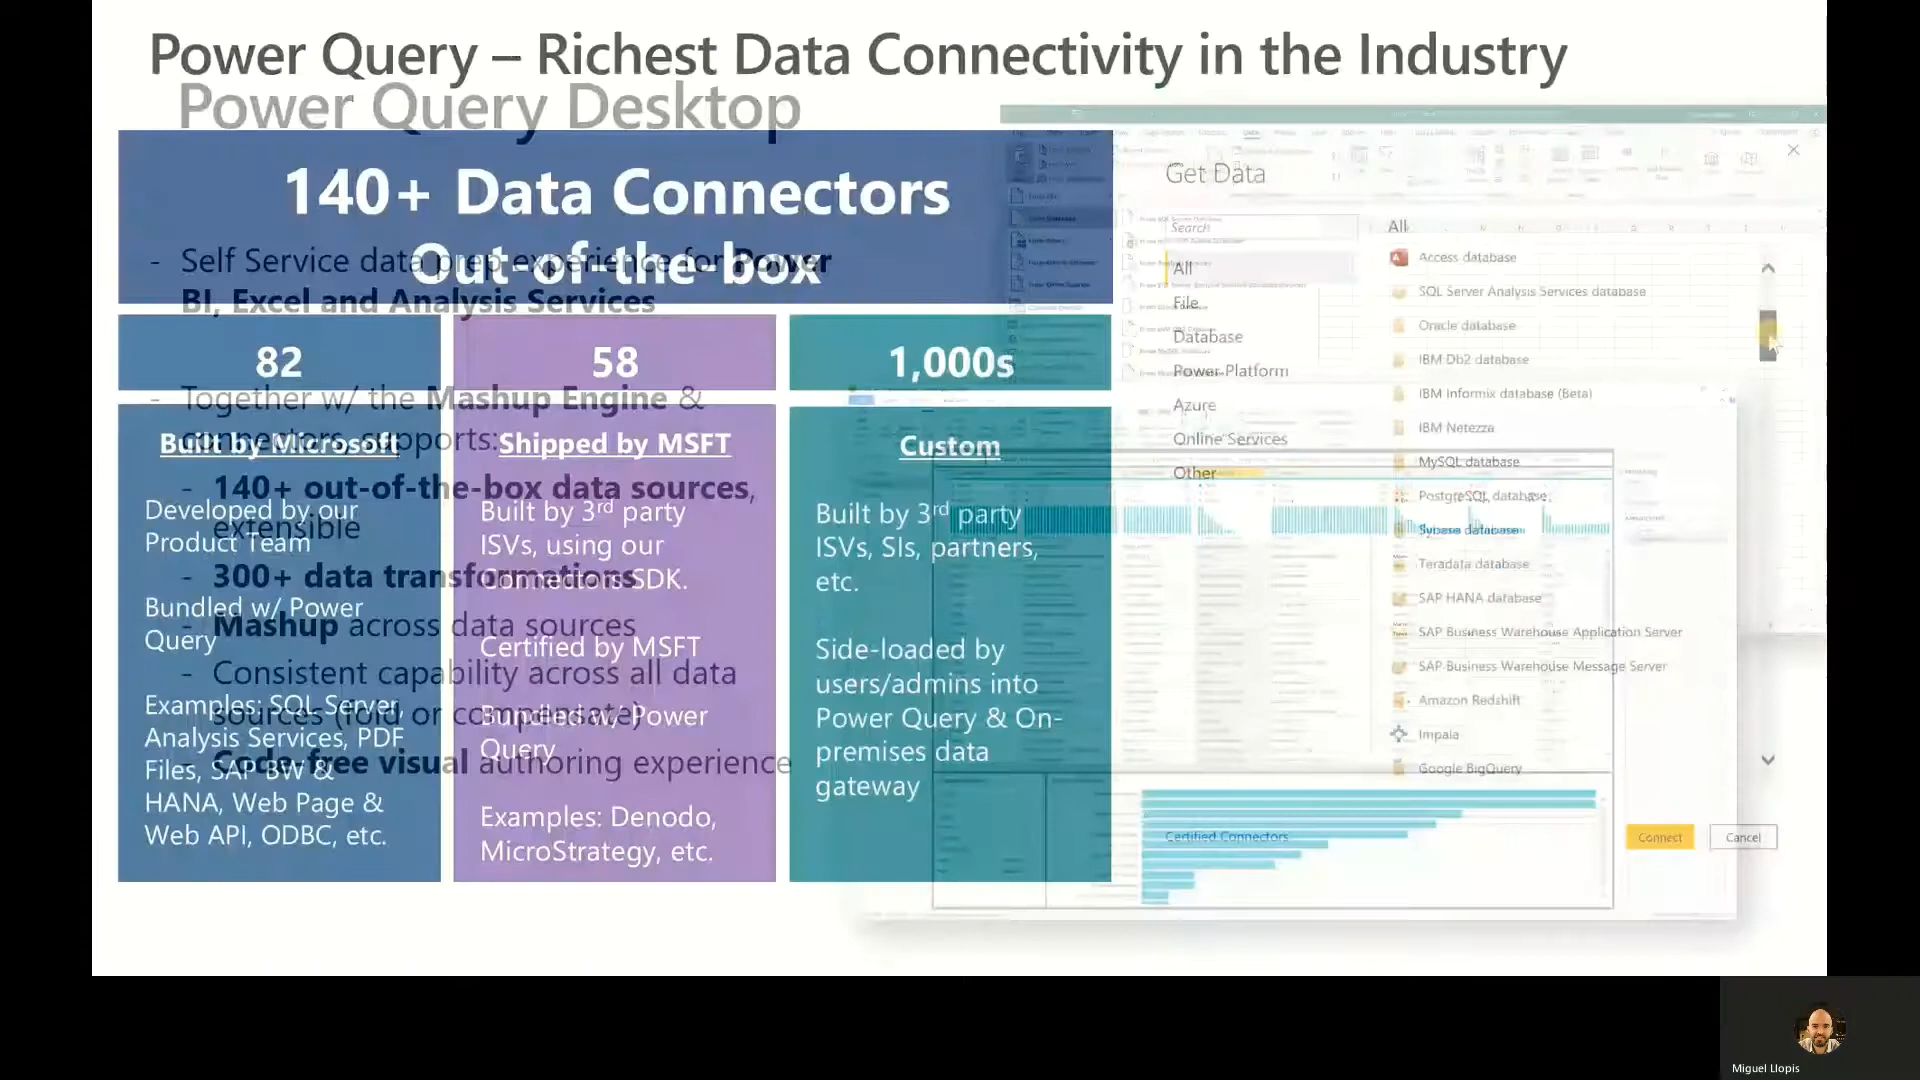 Power Query – Richest Data Connectivity in the Industry
Power Query Desktop
140+ Data Connectors
Out-of-the-box
- Self Service data prep experience for Power
BI, Excel and Analysis Services
82
58
1,000s
- Together w/ the Mashup Engine &
connectors, supports:
- 140+ out-of-the-box data sources,
extensible
- 300+ data transformations
- Mashup across data sources
- Consistent capability across all data
sources (fold or compensate)
- Code-free visual authoring experience
Built by Microsoft
Developed by our
Product Team
Bundled w/ Power
Query
Examples: SQL Server,
Analysis Services, PDF
Files, SAP BW &
HANA, Web Page &
Web API, ODBC, etc.
Shipped by MSFT
Built by 3rd party
ISVs, using our
Connectors SDK.
Certified by MSFT
Bundled w/ Power
Query
Examples: Denodo,
MicroStrategy, etc.
Custom
Built by 3rd party
ISVs, SIs, partners,
etc.
Side-loaded by
users/admins into
Power Query & On-
premises data
gateway
Get Data
Search
All
File
Database
Power Platform
Azure
Online Services
Other
All
Access database
SQL Server Analysis Services database
Oracle database
IBM Db2 database
IBM Informix database (Beta)
IBM Netezza
MySQL database
PostgreSQL database
Sybase database
Teradata database
SAP HANA database
SAP Business Warehouse Application Server
SAP Business Warehouse Message Server
Amazon Redshift
Impala
Google BigQuery
Certified Connectors
Connect
Cancel
Miguel Llopis